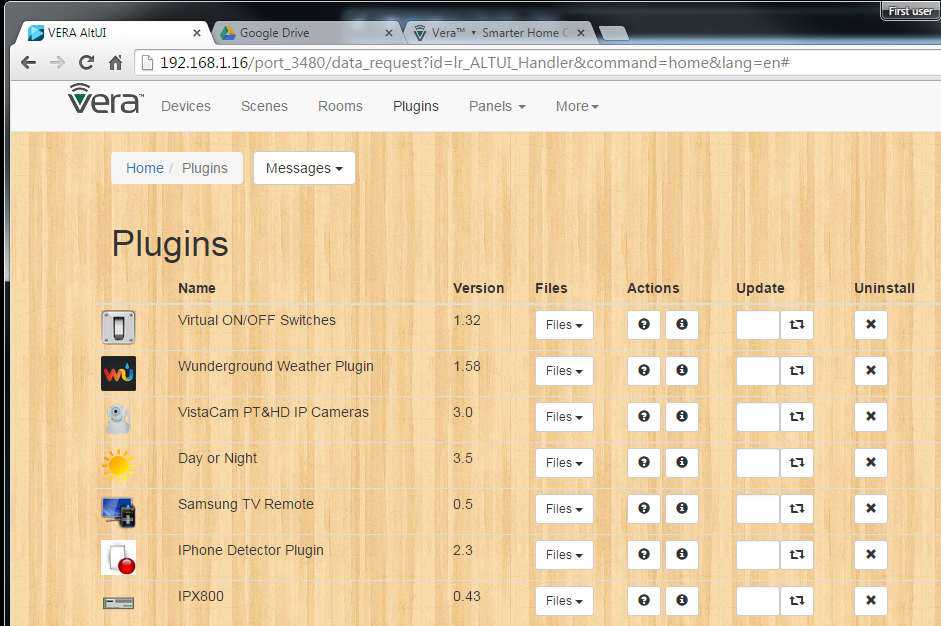 First user
VERA AltUI
Google Drive
Vera™ • Smarter Home C
192.168.1.16/port_3480/data_request?id=lr_ALTUI_Handler&command=home&lang=en#
vera™ Devices Scenes Rooms Plugins Panels More
Home / Plugins Messages
Plugins
Name Version Files Actions Update Uninstall
Virtual ON/OFF Switches 1.32 Files
wu Wunderground Weather Plugin 1.58 Files
VistaCam PT&HD IP Cameras 3.0 Files
Day or Night 3.5 Files
Samsung TV Remote 0.5 Files
IPhone Detector Plugin 2.3 Files
IPX800 0.43 Files